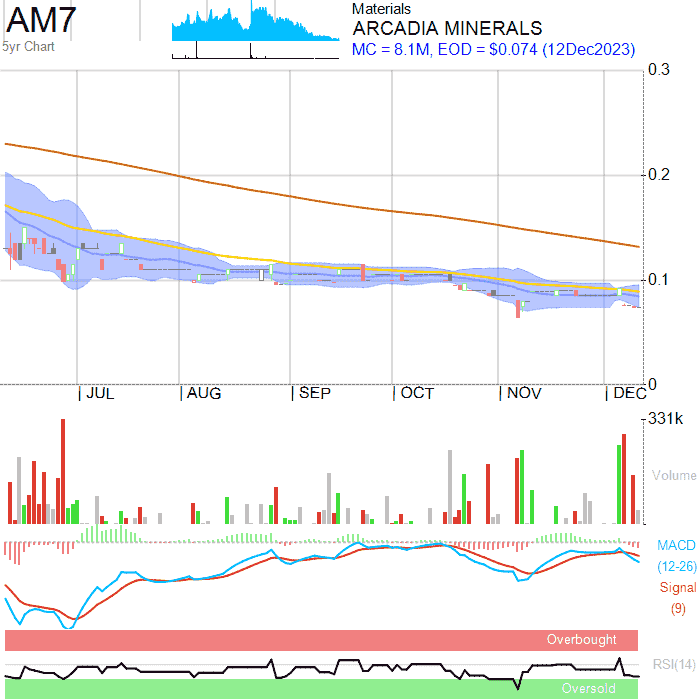 AM7
5yr Chart
Materials
ARCADIA MINERALS
MC = 8.1M, EOD = $0.074 (12Dec2023)
0.3
0.2
0.1
0
JUL AUG SEP OCT NOV DEC
331k
Volume
MACD
(12-26)
Signal
(9)
Overbought
RSI(14)
Oversold